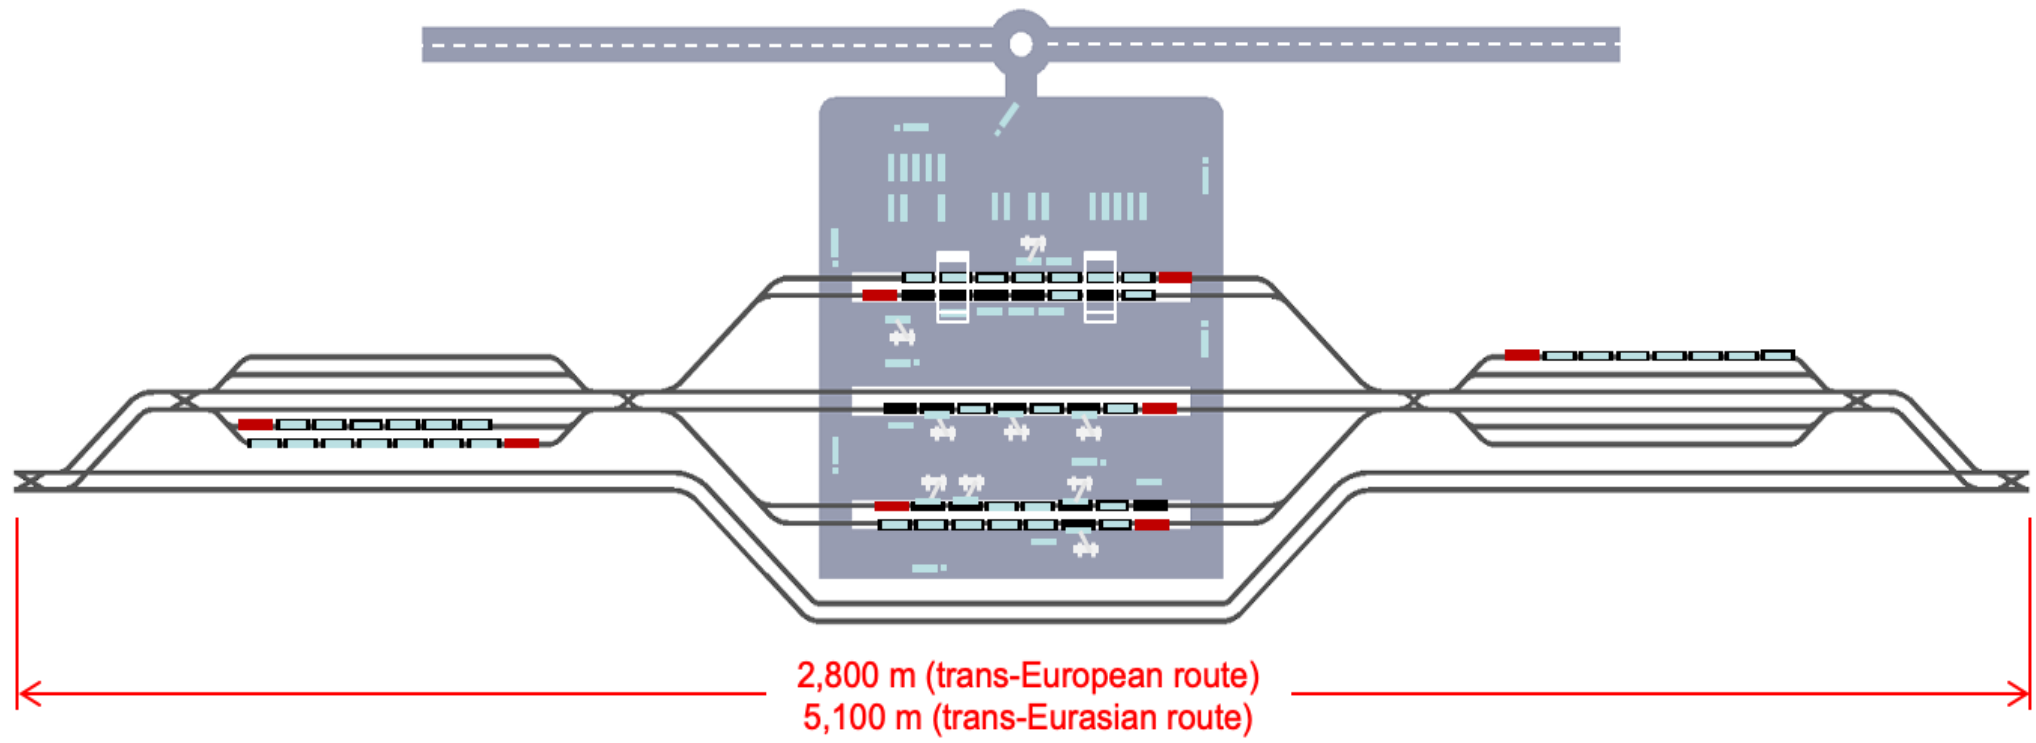 2,800 m (trans-European route)
5,100 m (trans-Eurasian route)